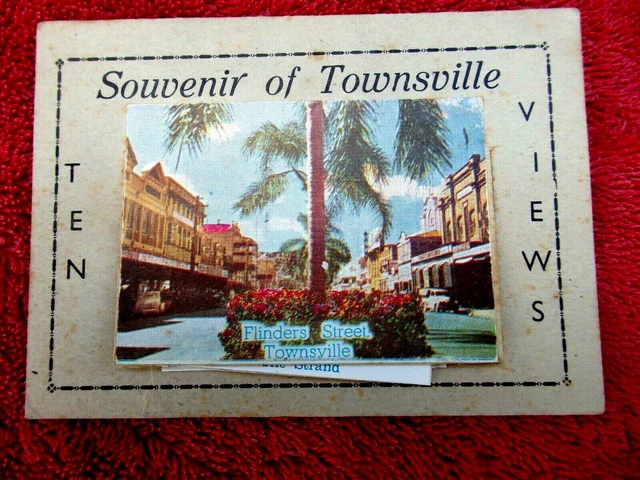 Souvenir of Townsville
TEN
VIEWS
Flinders Street,
Townsville
The Strand